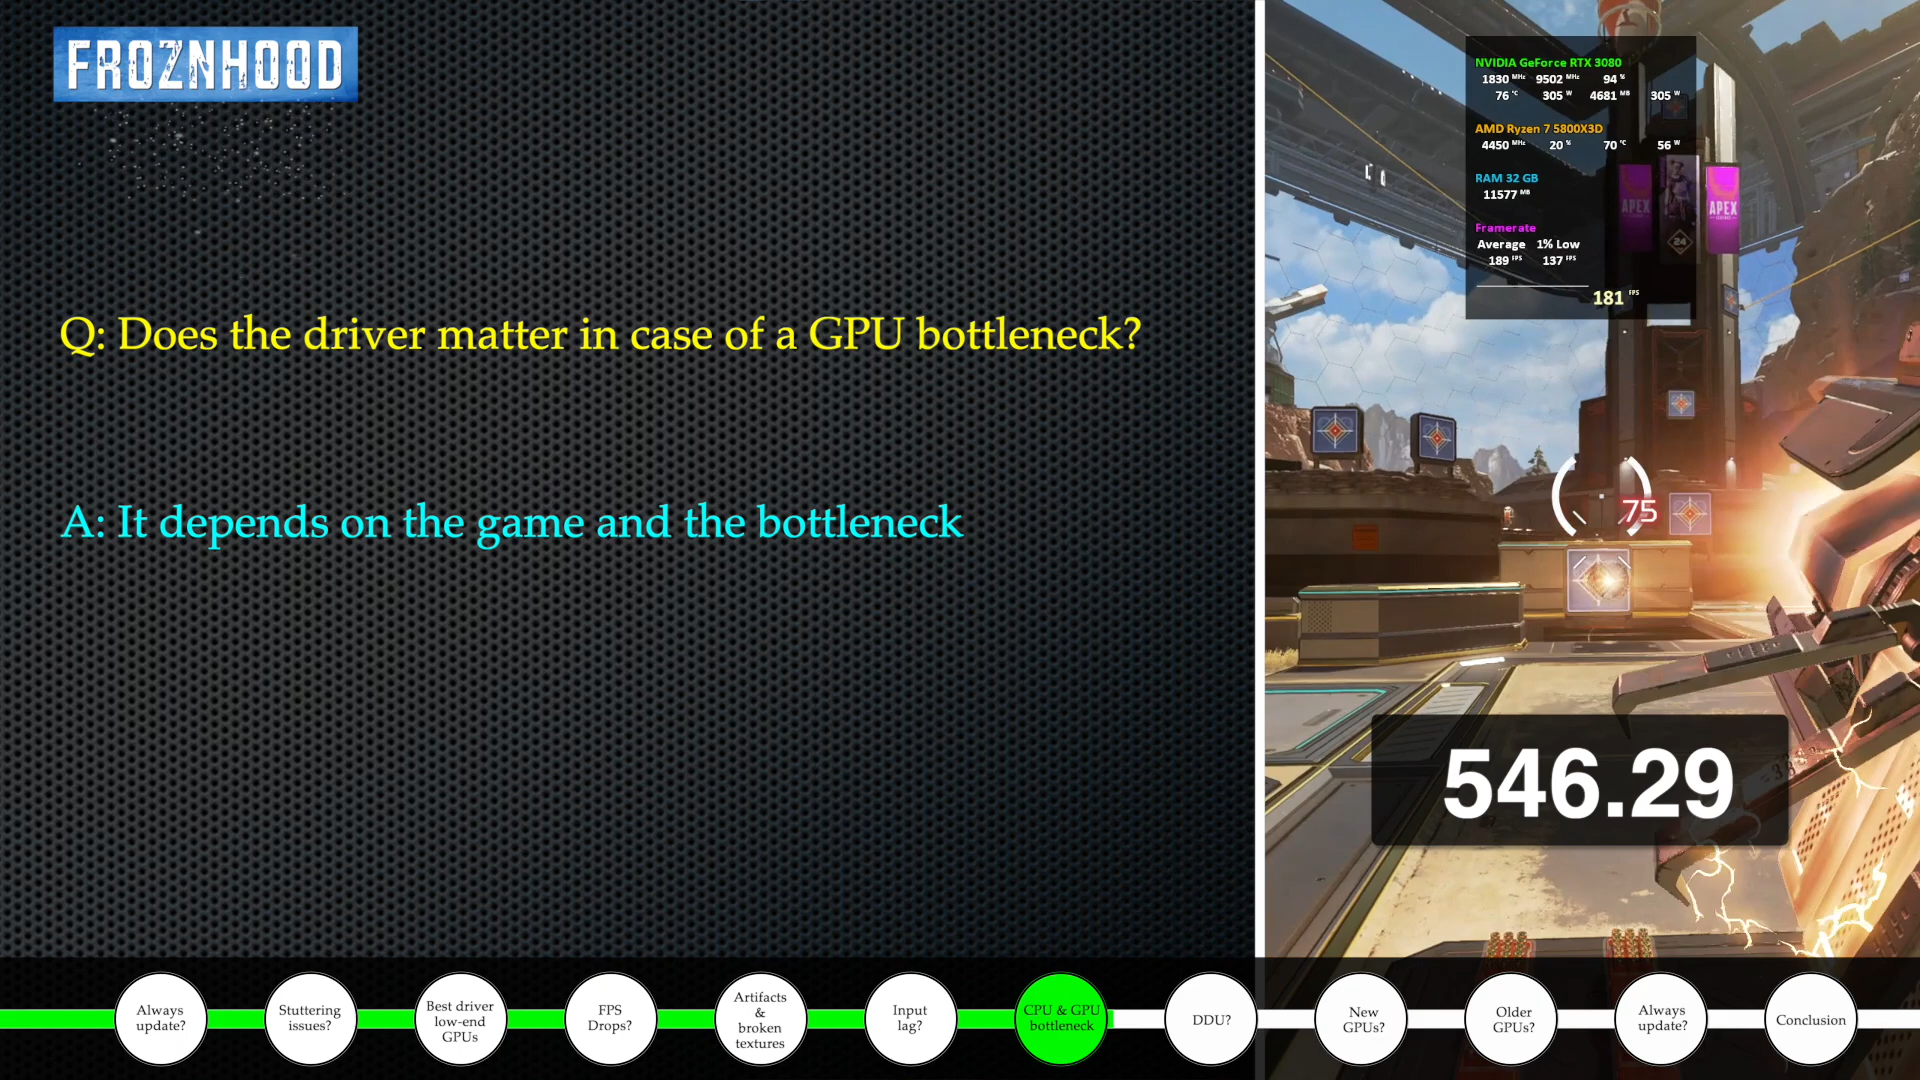 FROZNHOOD
Q: Does the driver matter in case of a GPU bottleneck?
A: It depends on the game and the bottleneck
NVIDIA GeForce RTX 3080
1830 MHz 9502 MHz 94 %
76 °C 305 W 4681 MB 305 W
AMD Ryzen 7 5800X3D
4450 MHz 20 % 70 °C 56 W
RAM 32 GB
11577 MB
Framerate
Average 1% Low
189 FPS 137 FPS
181 FPS
APEX
APEX
24
75
546.29
Always
update?
Stuttering
issues?
Best driver
low-end
GPUs
FPS
Drops?
Artifacts
&
broken
textures
Input
lag?
CPU & GPU
bottleneck
DDU?
New
GPUs?
Older
GPUs?
Always
update?
Conclusion